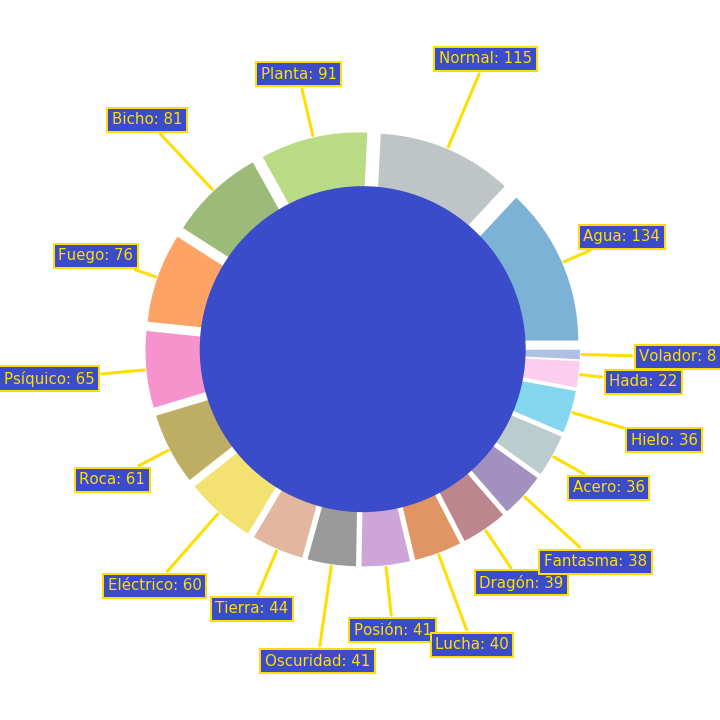 Normal: 115
Planta: 91
Bicho: 81
Agua: 134
Fuego: 76
Volador: 8
Psíquico: 65
Hada: 22
Hielo: 36
Roca: 61
Acero: 36
Fantasma: 38
Eléctrico: 60
Dragón: 39
Tierra: 44
Posión: 41
Lucha: 40
Oscuridad: 41